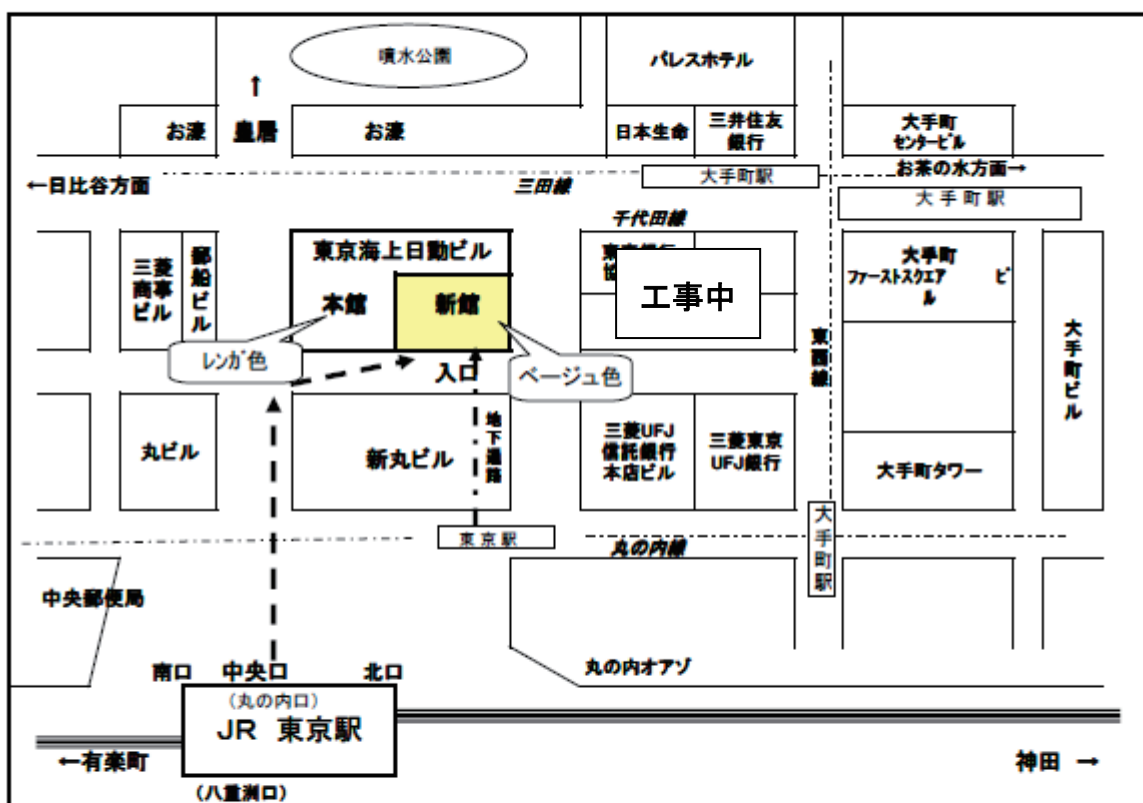 噴水公園
パレスホテル
↑
皇居
お濠
お濠
日本生命
三井住友
銀行
大手町
センタービル
←日比谷方面
三田線
大手町駅
お茶の水方面→
大手町駅
千代田線
三菱
商事
ビル
郵船ビル
東京海上日動ビル
本館
新館
工事中
大手町
ファーストスクエア ビ
ル
東西線
大手町ビル
レンガ色
入口
ベージュ色
丸ビル
新丸ビル
地下通路
三菱UFJ
信託銀行
本店ビル
三菱東京
UFJ銀行
大手町タワー
東京駅
丸の内線
大手町駅
中央郵便局
南口
中央口
北口
丸の内オアゾ
(丸の内口)
JR 東京駅
←有楽町
神田 →
(八重洲口)